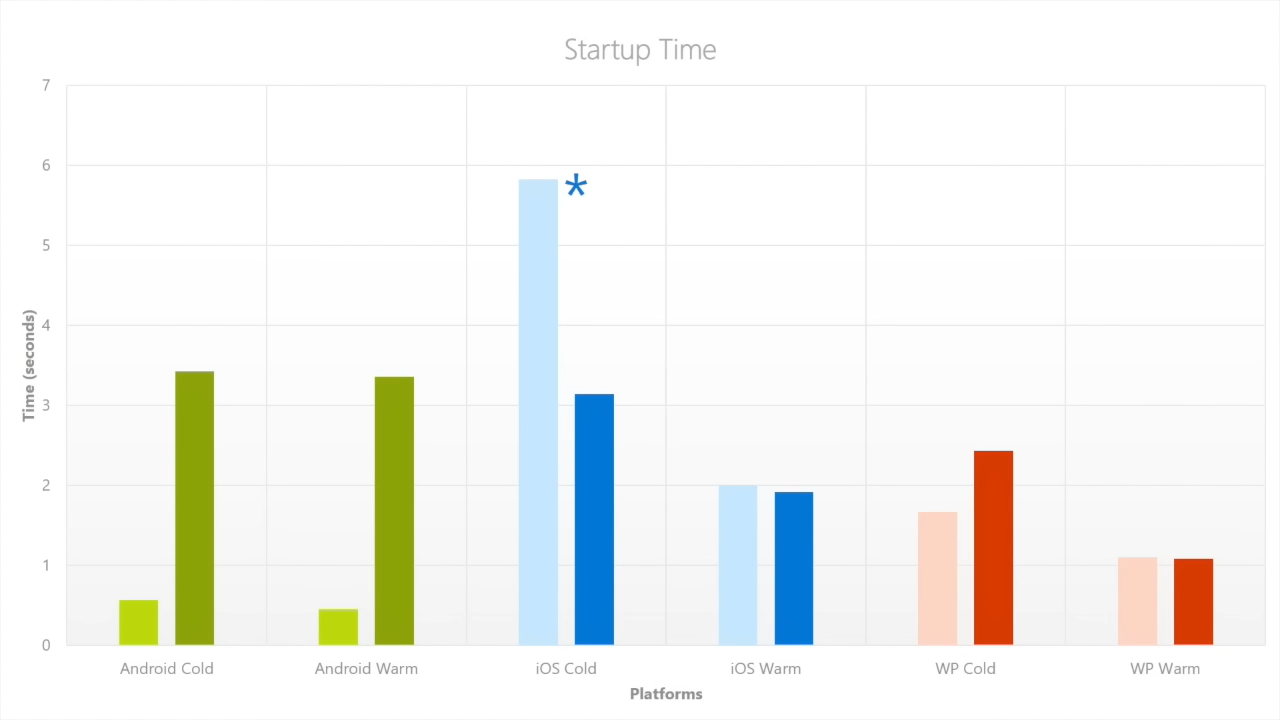 Startup Time
7
6
5
4
3
2
1
0
Time (seconds)
*
Android Cold
Android Warm
iOS Cold
iOS Warm
WP Cold
WP Warm
Platforms